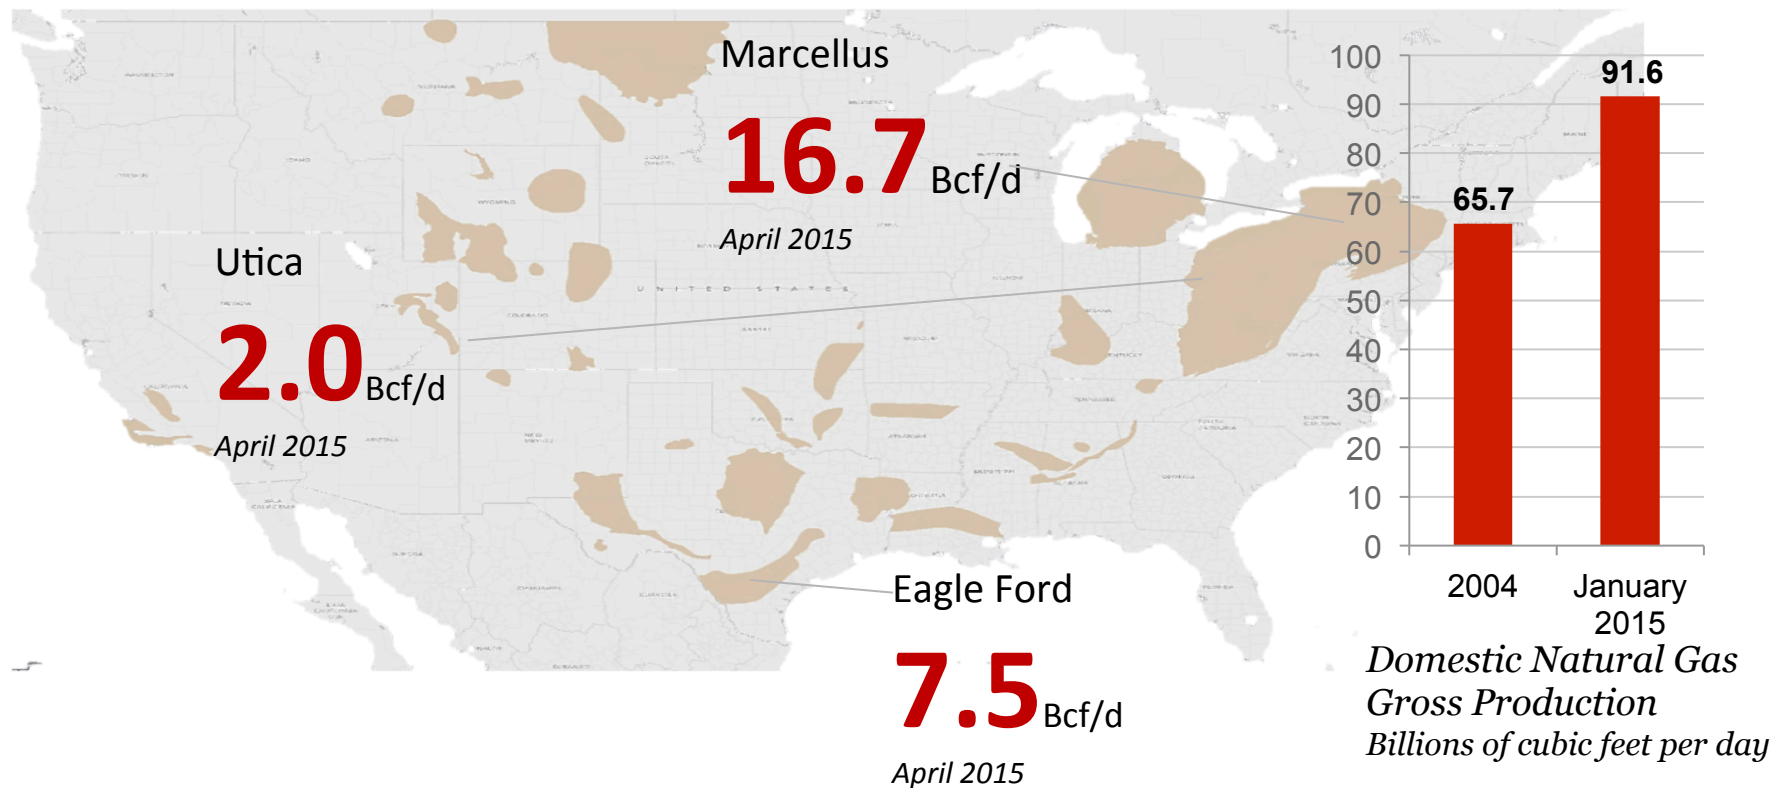 Marcellus
16.7 Bcf/d
April 2015
Utica
2.0 Bcf/d
April 2015
Eagle Ford
7.5 Bcf/d
April 2015
UNITED STATES
100
90
80
70
60
50
40
30
20
10
0
65.7
91.6
2004
January
2015
Domestic Natural Gas
Gross Production
Billions of cubic feet per day